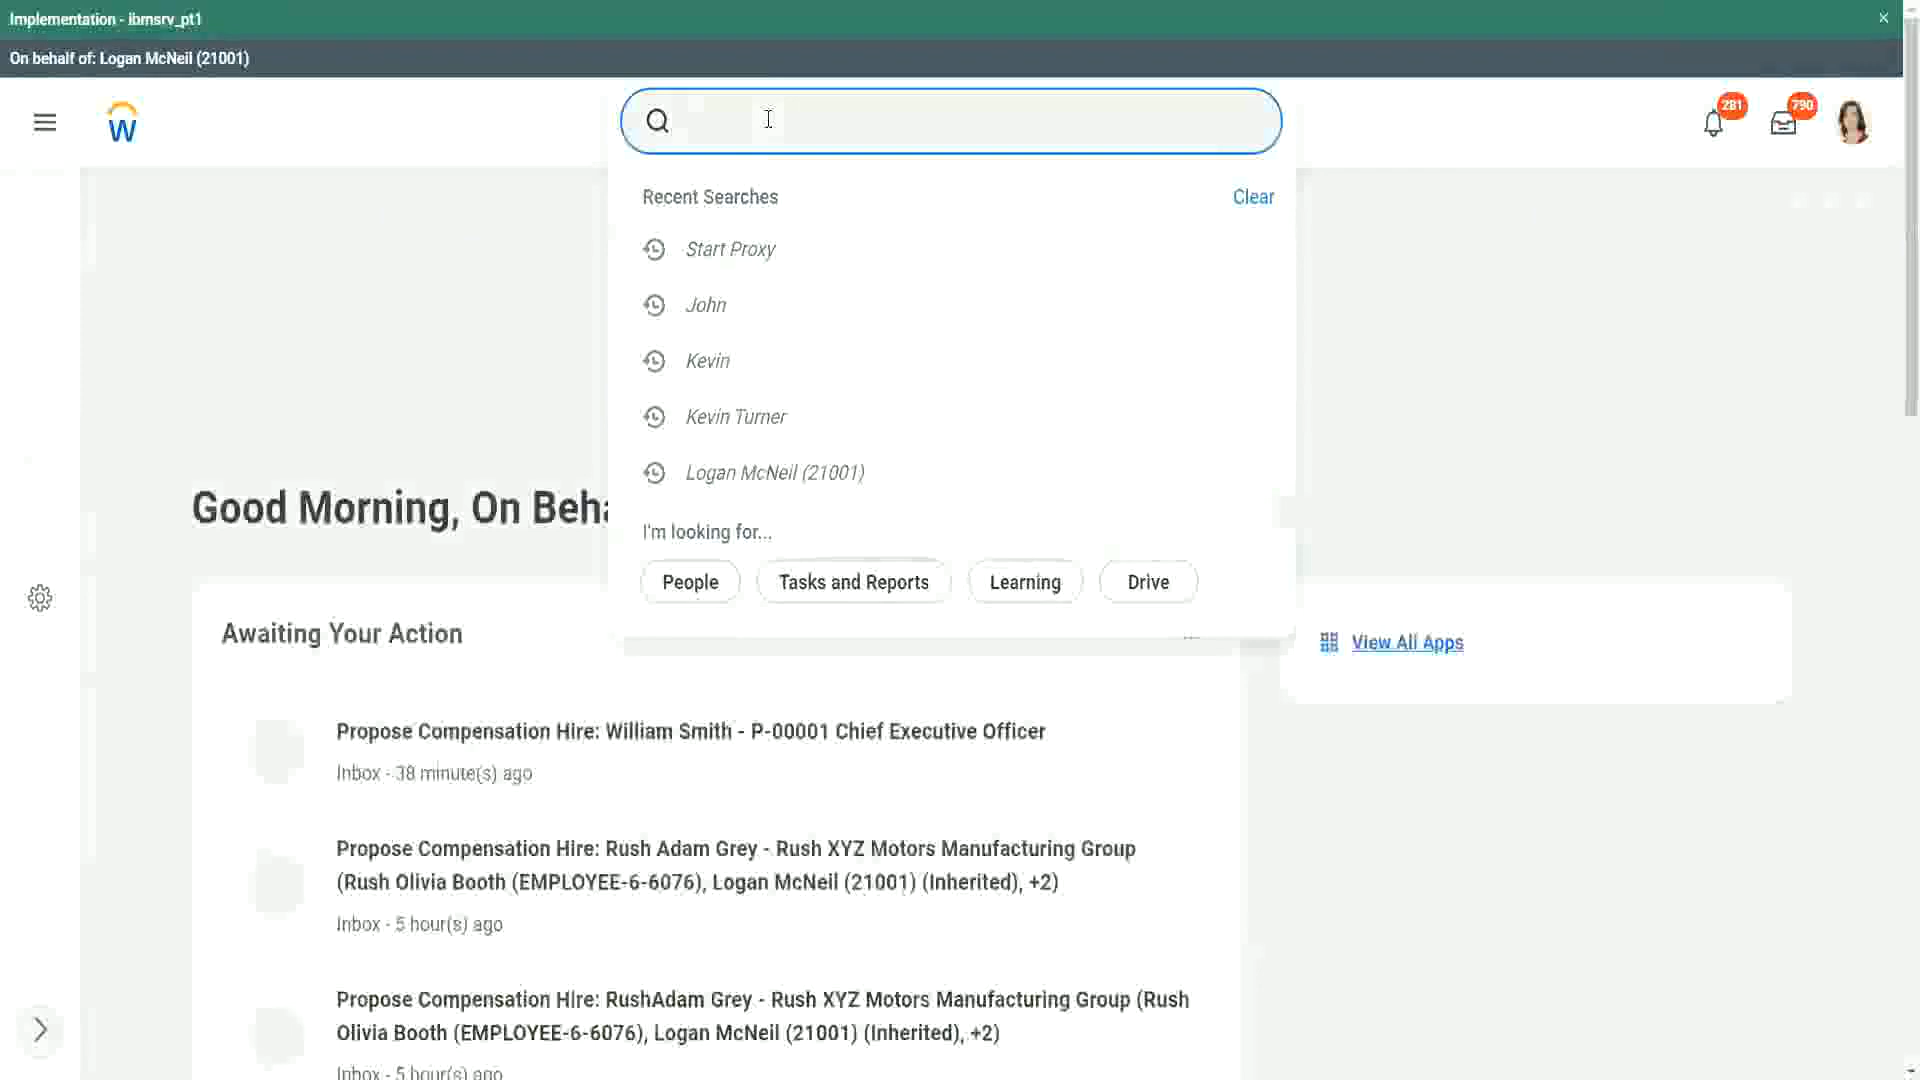 Implementation - ibmsrv_pt1
On behalf of: Logan McNeil (21001)
W
281
790
Recent Searches
Clear
Start Proxy
John
Kevin
Kevin Turner
Logan McNeil (21001)
I'm looking for...
People
Tasks and Reports
Learning
Drive
Good Morning, On Beha
Awaiting Your Action
View All Apps
Propose Compensation Hire: William Smith - P-00001 Chief Executive Officer
Inbox - 38 minute(s) ago
Propose Compensation Hire: Rush Adam Grey - Rush XYZ Motors Manufacturing Group
(Rush Olivia Booth (EMPLOYEE-6-6076), Logan McNeil (21001) (Inherited), +2)
Inbox - 5 hour(s) ago
Propose Compensation Hire: RushAdam Grey - Rush XYZ Motors Manufacturing Group (Rush
Olivia Booth (EMPLOYEE-6-6076), Logan McNeil (21001) (Inherited), +2)
Inbox - 5 hour(s) ago